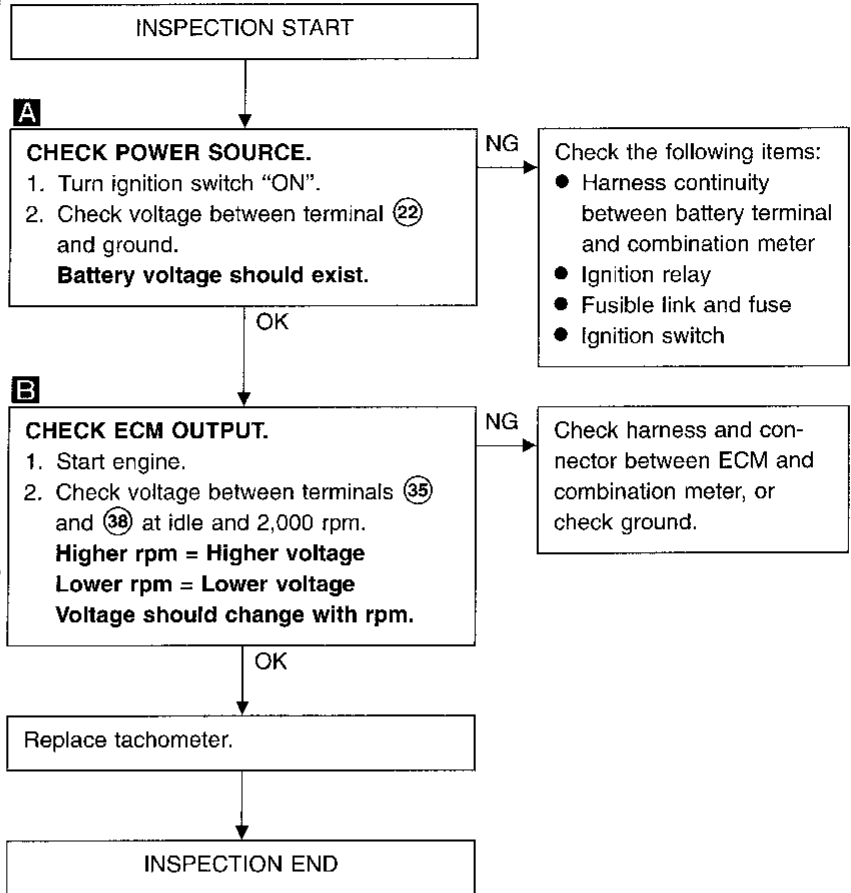 INSPECTION START
A
CHECK POWER SOURCE.
1. Turn ignition switch “ON”.
2. Check voltage between terminal ㉒
and ground.
Battery voltage should exist.
NG
Check the following items:
● Harness continuity
between battery terminal
and combination meter
● Ignition relay
● Fusible link and fuse
● Ignition switch
OK
B
CHECK ECM OUTPUT.
1. Start engine.
2. Check voltage between terminals ㉟
and ㊳ at idle and 2,000 rpm.
Higher rpm = Higher voltage
Lower rpm = Lower voltage
Voltage should change with rpm.
NG
Check harness and con-
nector between ECM and
combination meter, or
check ground.
OK
Replace tachometer.
INSPECTION END